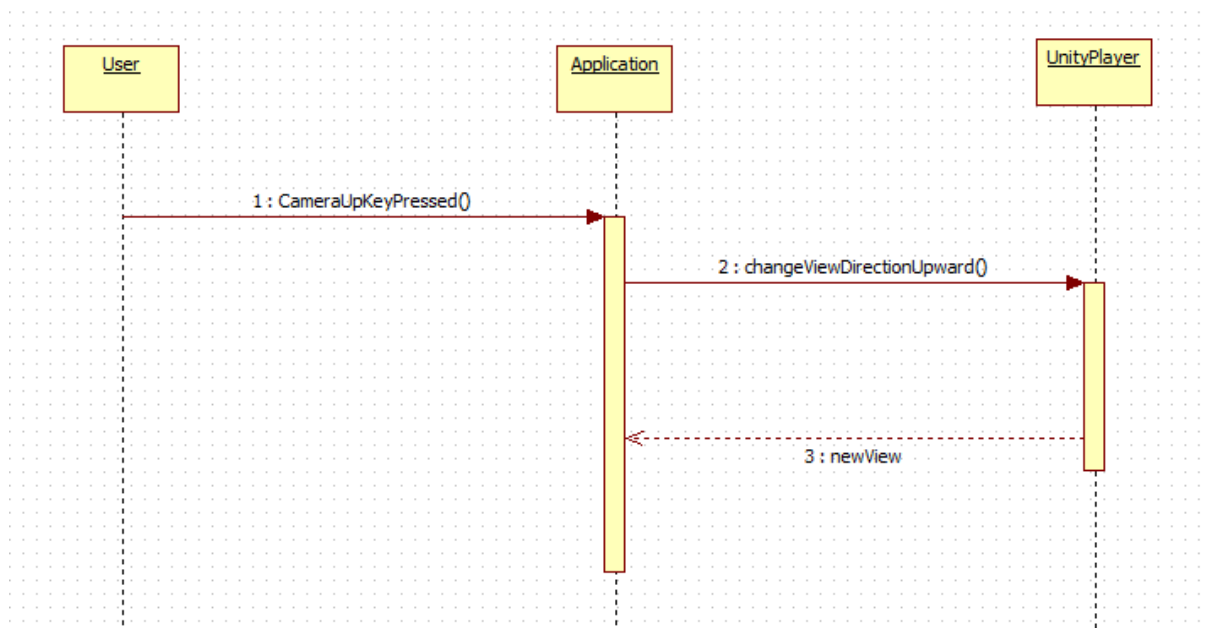 User
Application
UnityPlayer
1 : CameraUpKeyPressed()
2 : changeViewDirectionUpward()
3 : newView